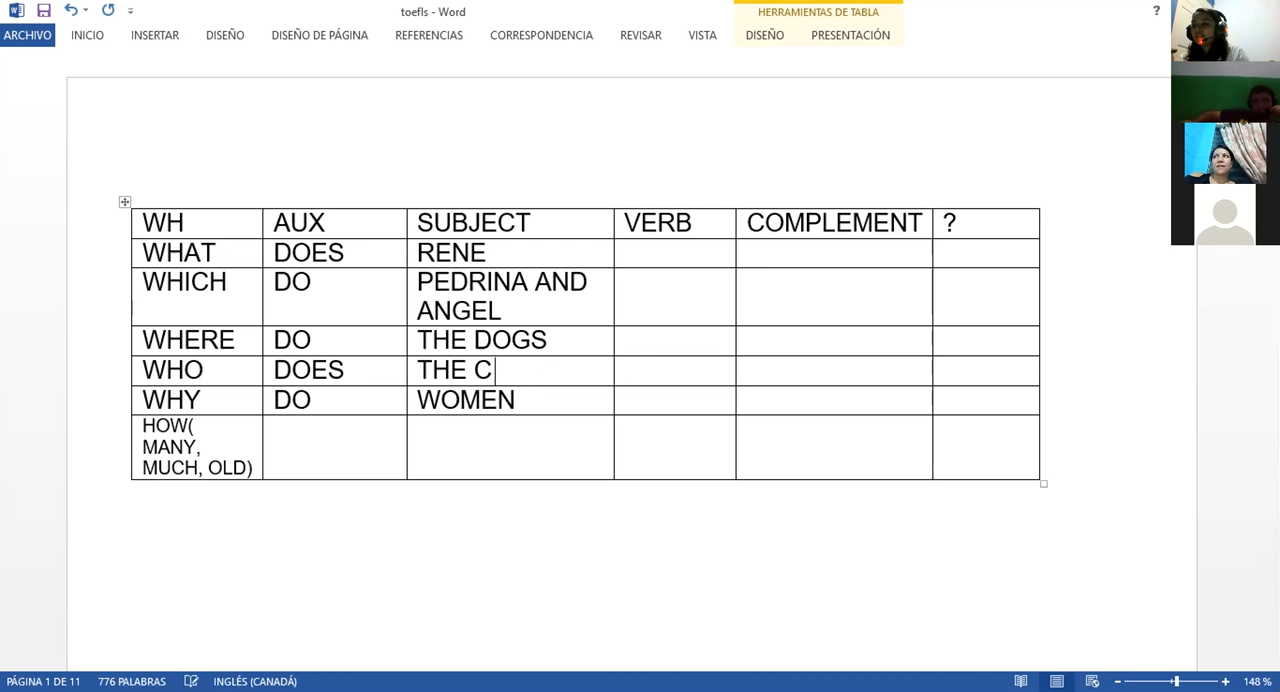 toefls - Word
HERRAMIENTAS DE TABLA
?
ARCHIVO INICIO INSERTAR DISEÑO DISEÑO DE PÁGINA REFERENCIAS CORRESPONDENCIA REVISAR VISTA DISEÑO PRESENTACIÓN
WH AUX SUBJECT VERB COMPLEMENT ?
WHAT DOES RENE
WHICH DO PEDRINA AND
ANGEL
WHERE DO THE DOGS
WHO DOES THE C
WHY DO WOMEN
HOW(
MANY,
MUCH, OLD)
PÁGINA 1 DE 11 776 PALABRAS INGLÉS (CANADÁ) 148 %